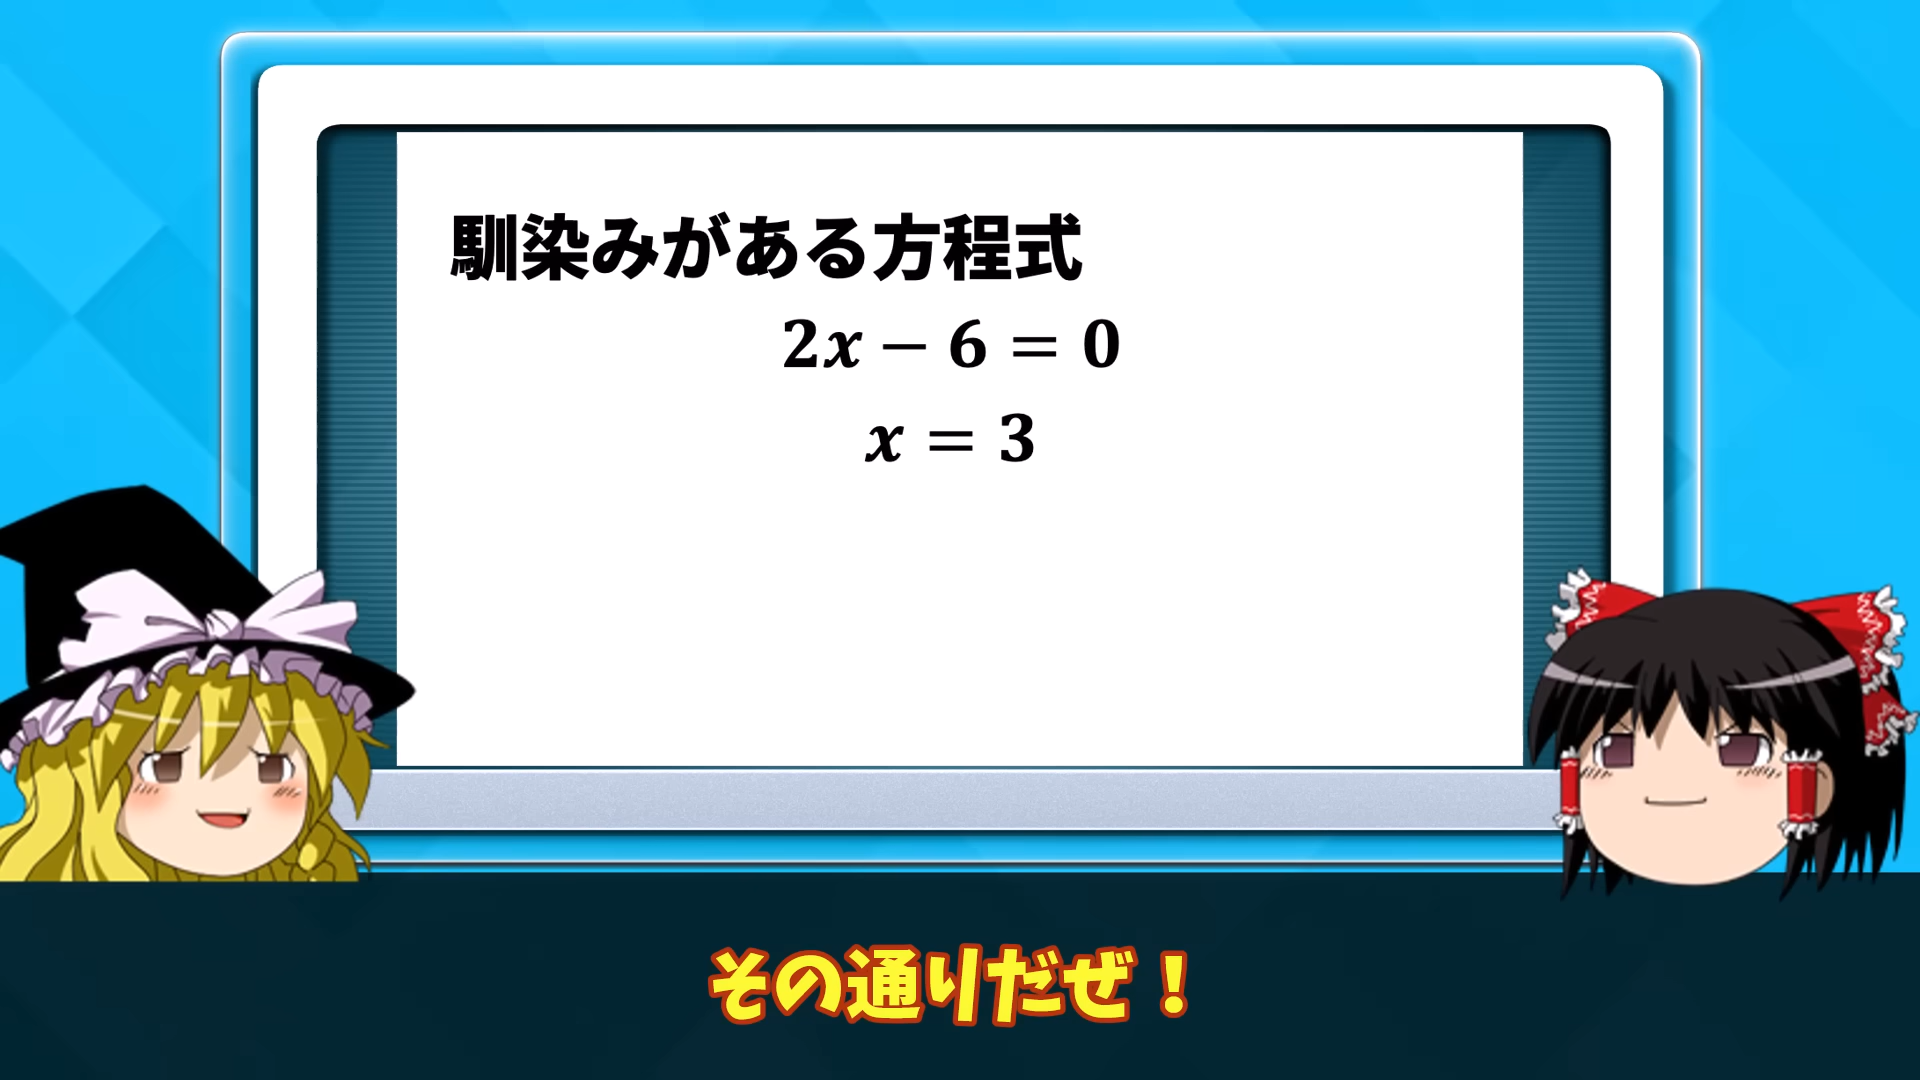 馴染みがある方程式
2x − 6 = 0
x = 3
その通りだぜ！